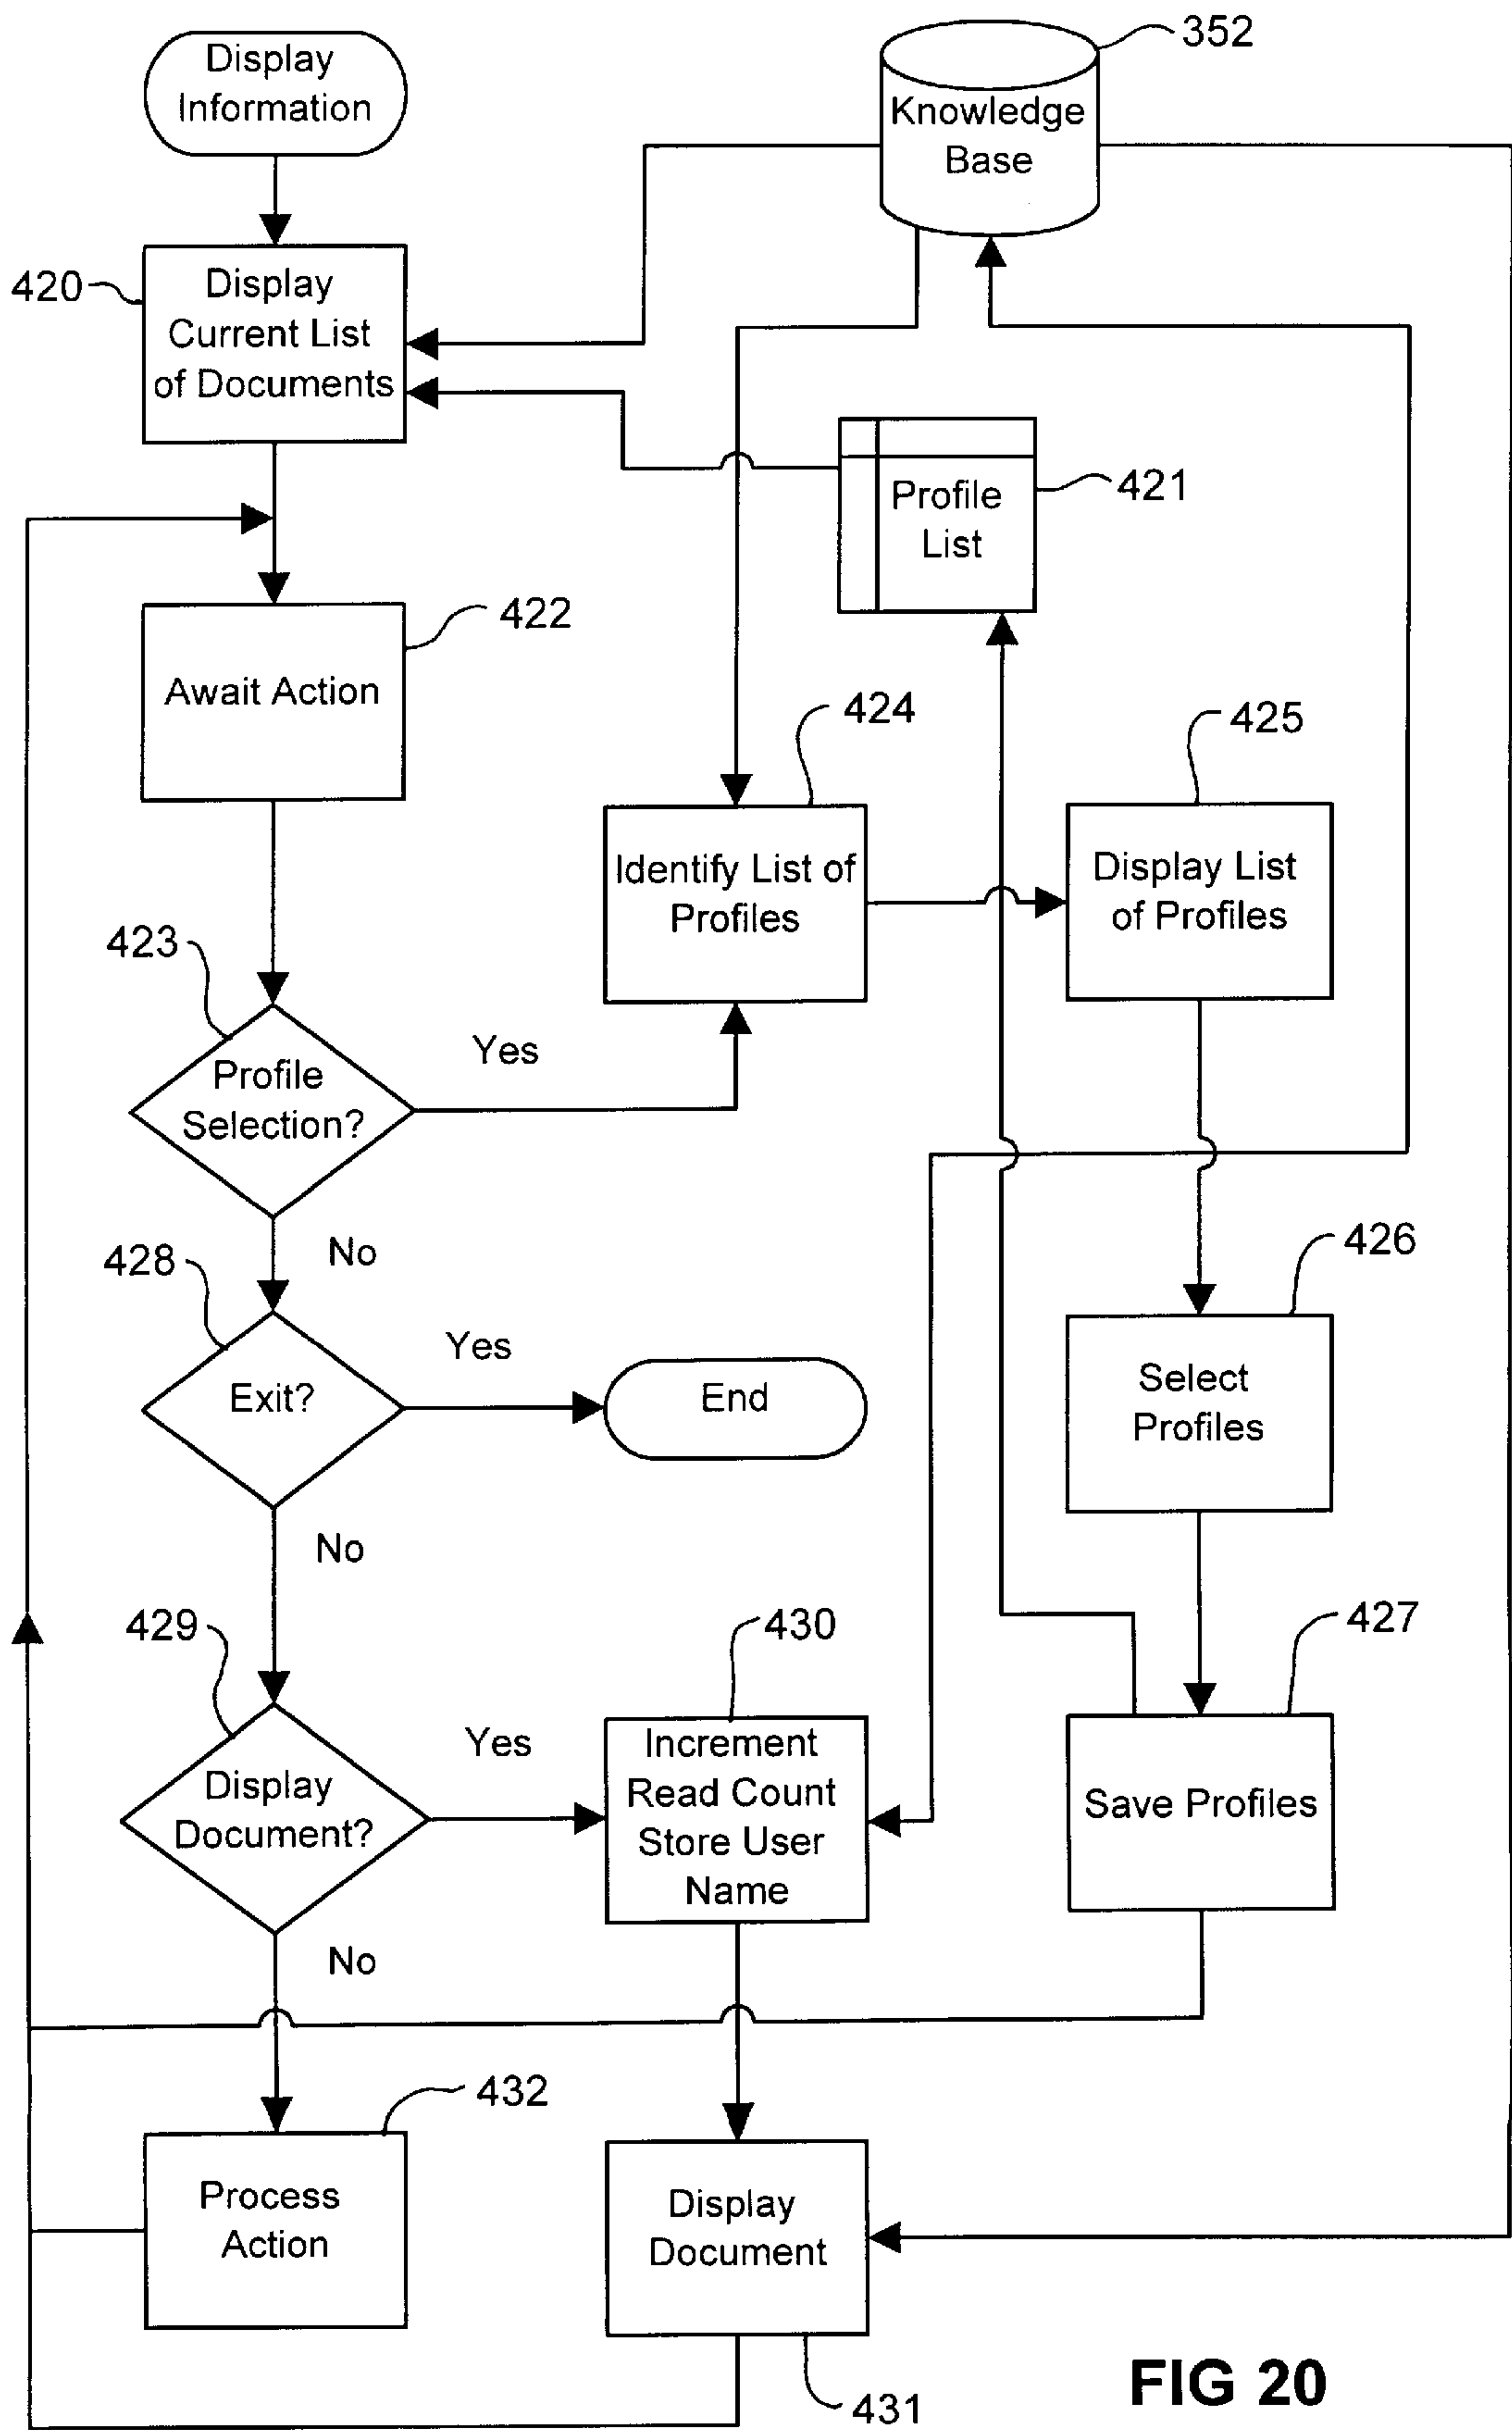 Display
Information
352
Knowledge
Base
420
Display
Current List
of Documents
421
Profile
List
422
Await Action
424
425
Identify List of
Profiles
Display List
of Profiles
423
Profile
Selection?
Yes
No
428
426
Exit?
Yes
End
Select
Profiles
No
429
430
427
Display
Document?
Yes
Increment
Read Count
Store User
Name
Save Profiles
No
432
Process
Action
Display
Document
431
FIG 20